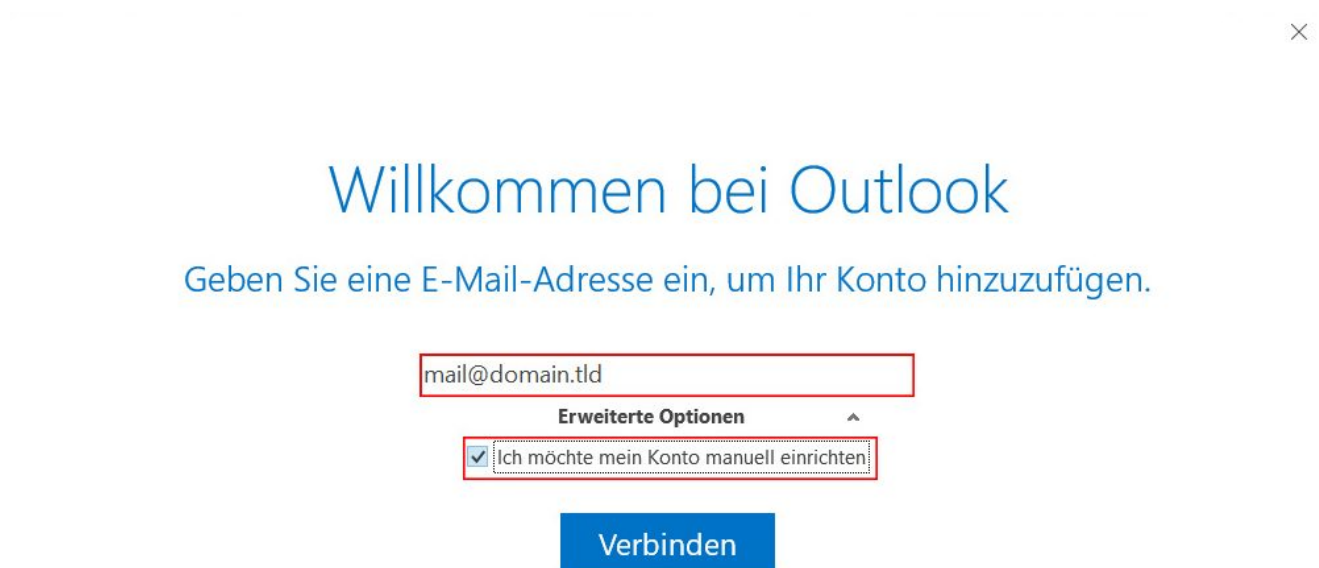 Willkommen bei Outlook
Geben Sie eine E-Mail-Adresse ein, um Ihr Konto hinzuzufügen.
mail@domain.tld
Erweiterte Optionen
Ich möchte mein Konto manuell einrichten
Verbinden